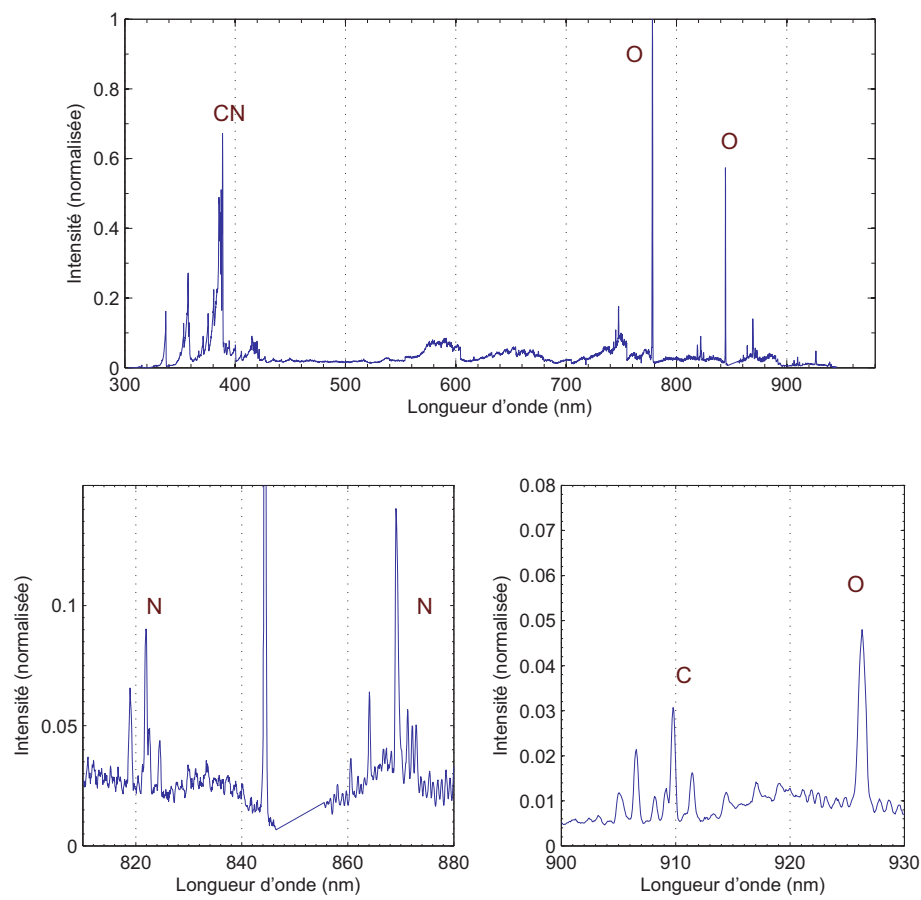 Intensité (normalisée)
1
0.8
0.6
0.4
0.2
0
CN
O
O
300 400 500 600 700 800 900
Longueur d'onde (nm)
Intensité (normalisée)
0.1
0.05
0
N
N
820 840 860 880
Longueur d'onde (nm)
Intensité (normalisée)
0.08
0.07
0.06
0.05
0.04
0.03
0.02
0.01
0
O
C
900 910 920 930
Longueur d'onde (nm)